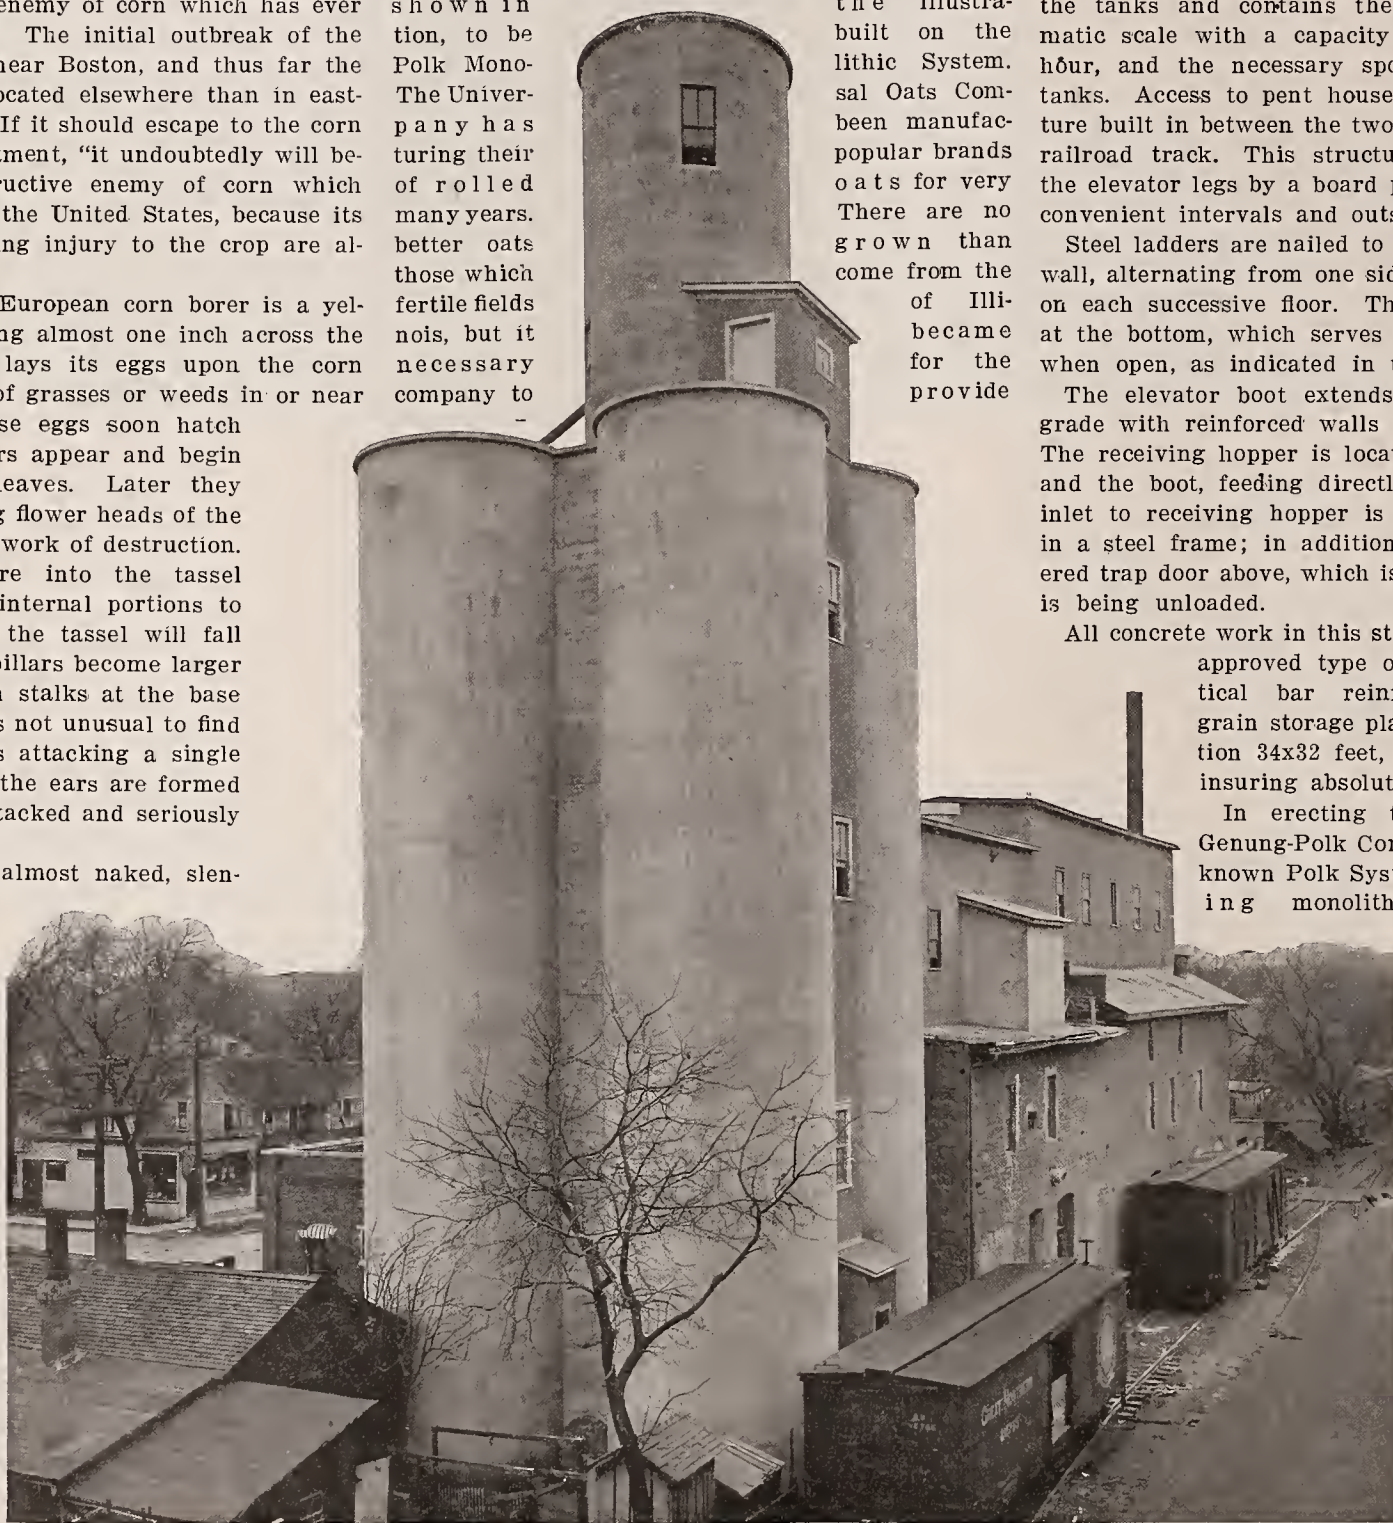 enemy of corn which has ever
The initial outbreak of the
near Boston, and thus far the
ocated elsewhere than in east-
If it should escape to the corn
tment, “it undoubtedly will be-
ructive enemy of corn which
the United States, because its
ing injury to the crop are al-
European corn borer is a yel-
ng almost one inch across the
lays its eggs upon the corn
of grasses or weeds in or near
se eggs soon hatch
rs appear and begin
leaves. Later they
g flower heads of the
work of destruction.
re into the tassel
internal portions to
the tassel will fall
pillars become larger
n stalks at the base
s not unusual to find
s attacking a single
the ears are formed
tacked and seriously
almost naked, slen-
shown in the illustra-
tion, to be built on the
Polk Mono- lithic System.
The Univer- sal Oats Com-
pany has been manufac-
turing their popular brands
of rolled oats for very
many years. There are no
better oats grown than
those which come from the
fertile fields of Illi-
nois, but it became
necessary for the
company to provide
the tanks and contains the
matic scale with a capacity
hour, and the necessary spo
tanks. Access to pent house
ture built in between the two
railroad track. This structu
the elevator legs by a board
convenient intervals and outs
Steel ladders are nailed to
wall, alternating from one sid
on each successive floor. Th
at the bottom, which serves
when open, as indicated in t
The elevator boot extends
grade with reinforced walls
The receiving hopper is loca
and the boot, feeding directl
inlet to receiving hopper is
in a steel frame; in addition
ered trap door above, which is
is being unloaded.
All concrete work in this st
approved type o
tical bar rein
grain storage pla
tion 34x32 feet,
insuring absolut
In erecting t
Genung-Polk Con
known Polk Sys
ing monolith